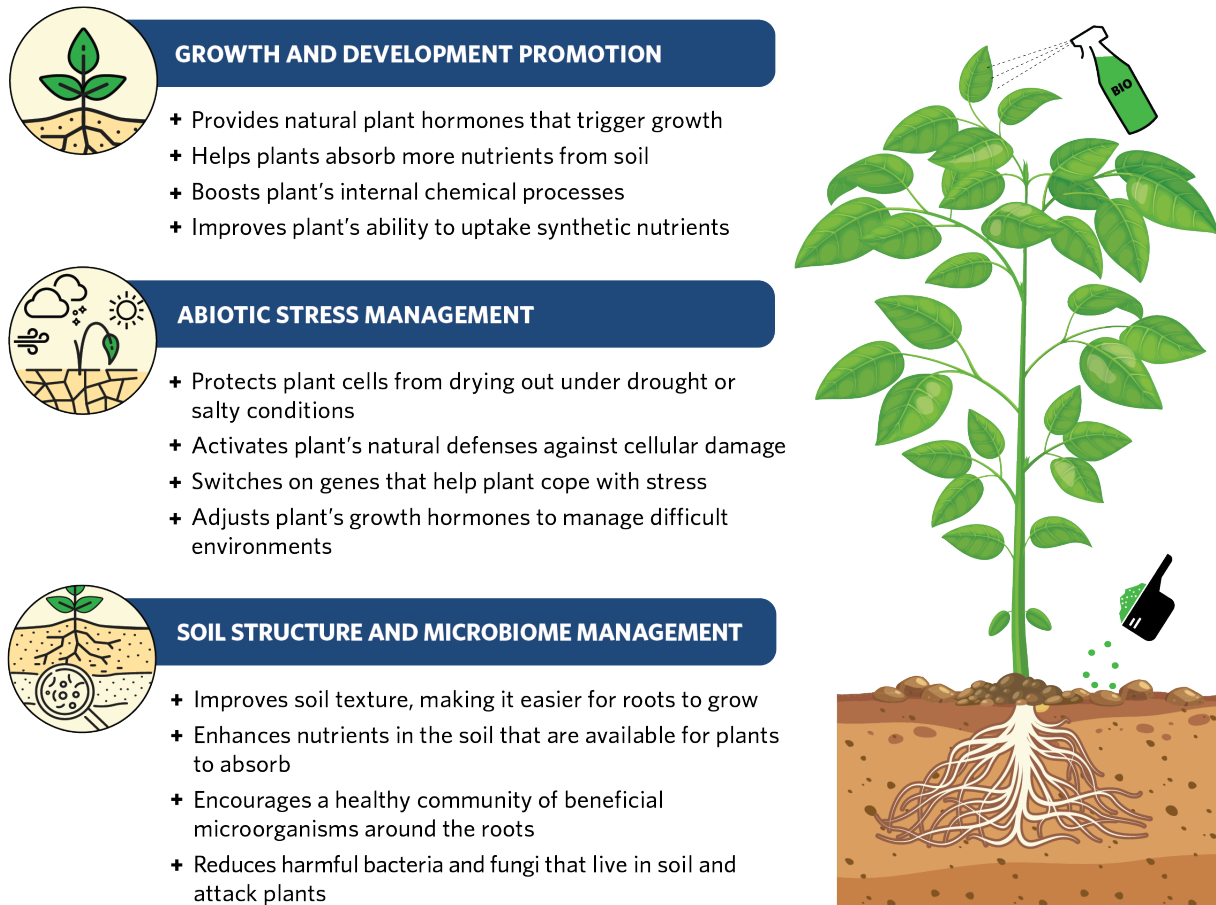 GROWTH AND DEVELOPMENT PROMOTION
+ Provides natural plant hormones that trigger growth
+ Helps plants absorb more nutrients from soil
+ Boosts plant’s internal chemical processes
+ Improves plant’s ability to uptake synthetic nutrients
ABIOTIC STRESS MANAGEMENT
+ Protects plant cells from drying out under drought or
salty conditions
+ Activates plant’s natural defenses against cellular damage
+ Switches on genes that help plant cope with stress
+ Adjusts plant’s growth hormones to manage difficult
environments
SOIL STRUCTURE AND MICROBIOME MANAGEMENT
+ Improves soil texture, making it easier for roots to grow
+ Enhances nutrients in the soil that are available for plants
to absorb
+ Encourages a healthy community of beneficial
microorganisms around the roots
+ Reduces harmful bacteria and fungi that live in soil and
attack plants
BIO